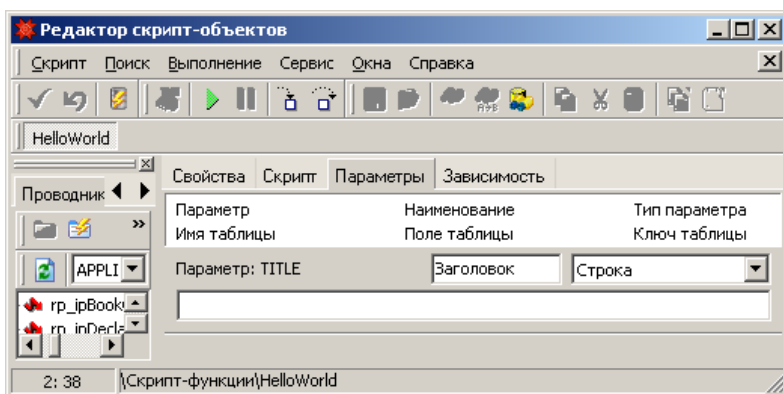 Редактор скрипт-объектов
Скрипт Поиск Выполнение Сервис Окна Справка
HelloWorld
Свойства Скрипт Параметры Зависимость
Проводник
Параметр Наименование Тип параметра
Имя таблицы Поле таблицы Ключ таблицы
»
APPLI Параметр: TITLE Заголовок Строка
rp_ipBook
rp_ipDecla
2: 38 \Скрипт-функции\HelloWorld